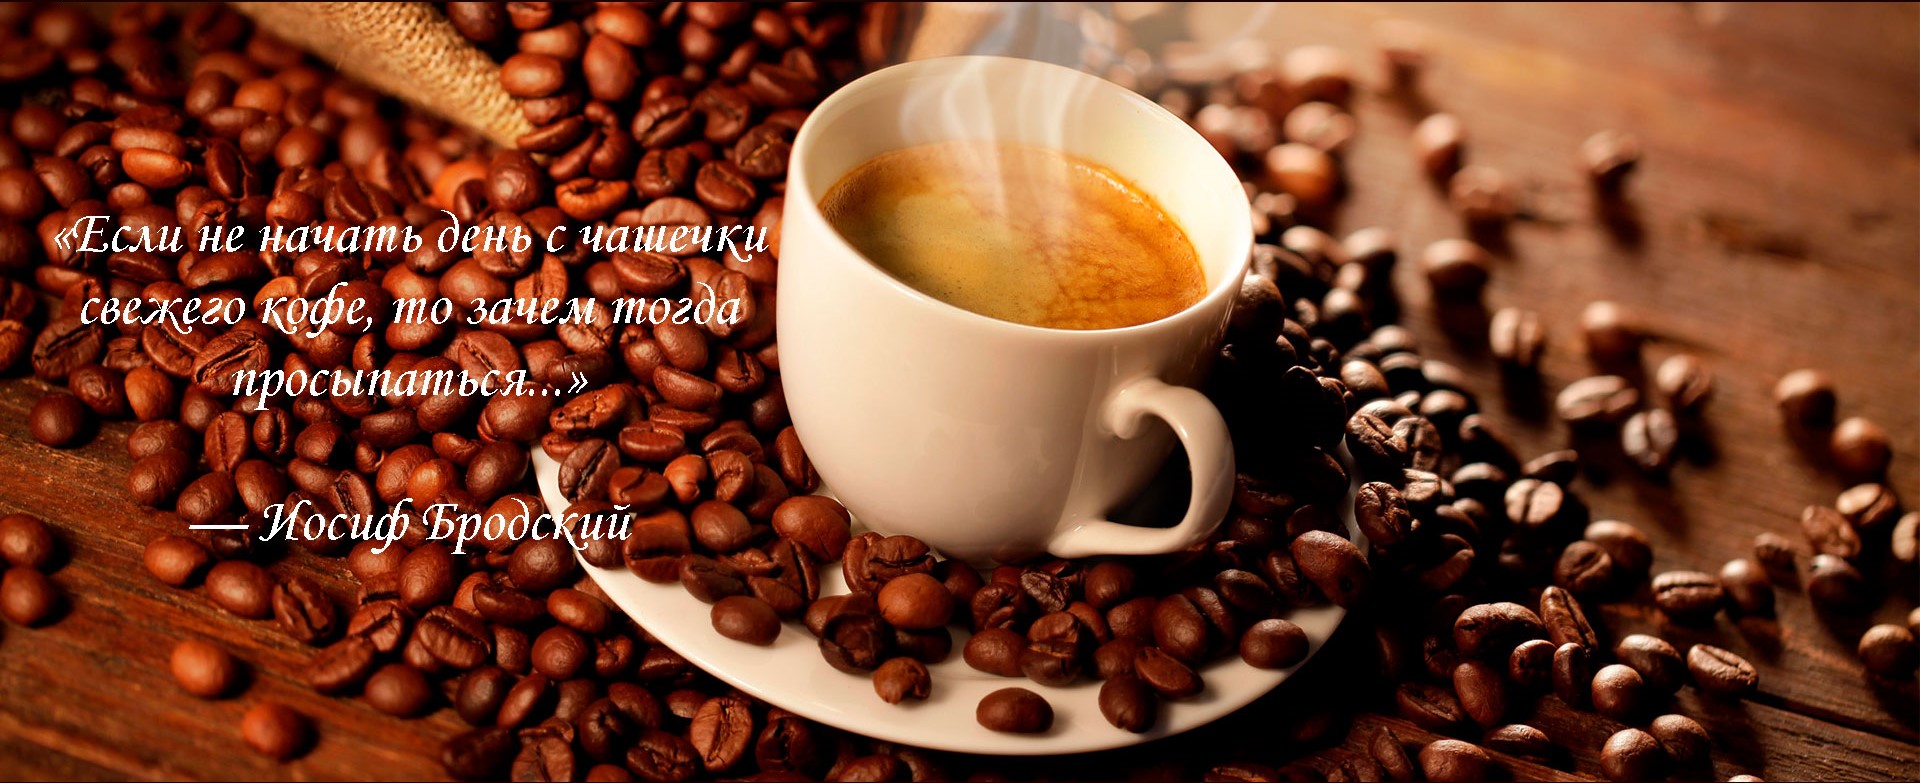 «Если не начать день с чашечки
свежего кофе, то зачем тогда
просыпаться...»
— Иосиф Бродский